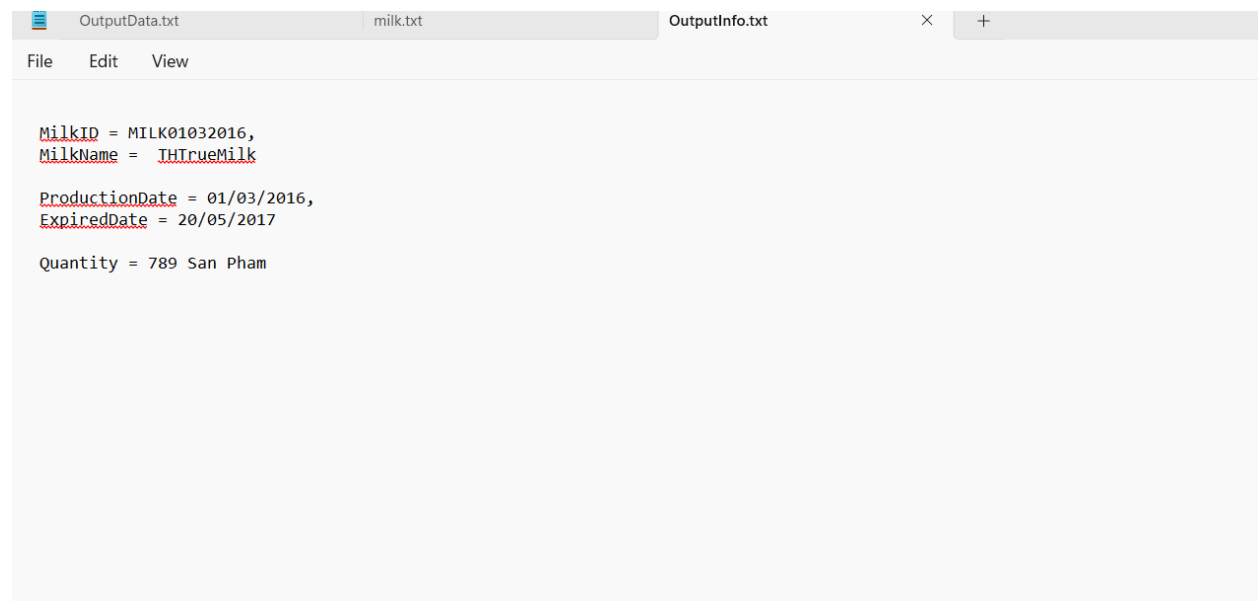 OutputData.txt milk.txt OutputInfo.txt
File Edit View
MilkID = MILK01032016,
MilkName =  THTrueMilk
ProductionDate = 01/03/2016,
ExpiredDate = 20/05/2017
Quantity = 789 San Pham